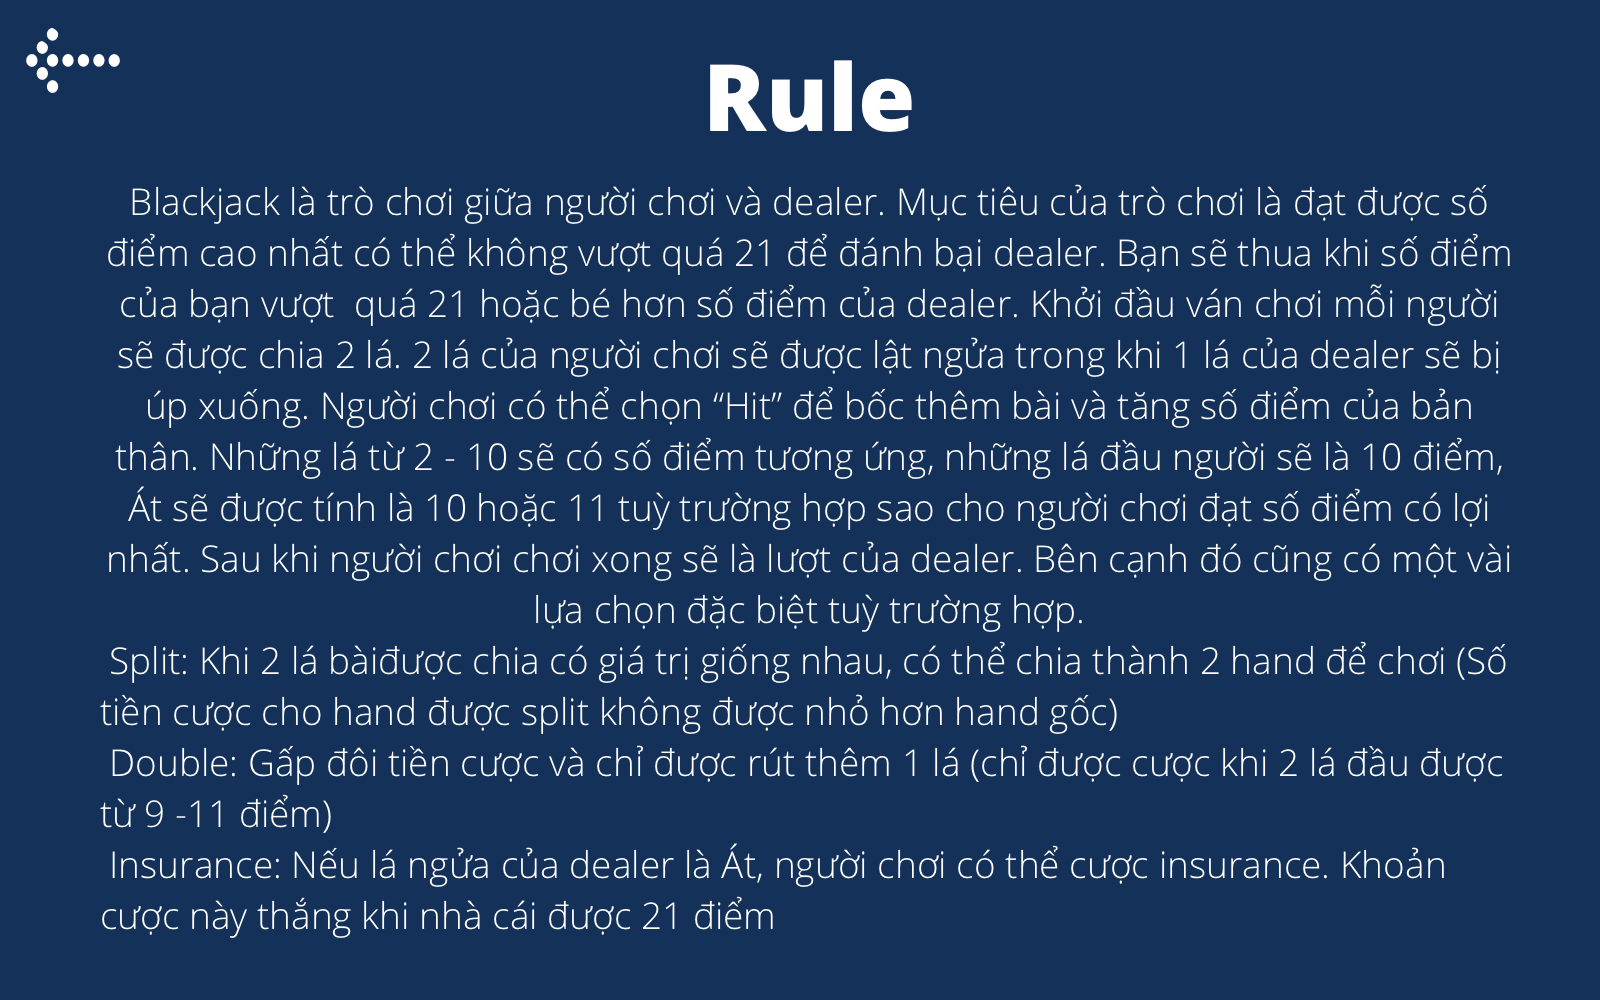 Rule
Blackjack là trò chơi giữa người chơi và dealer. Mục tiêu của trò chơi là đạt được số
điểm cao nhất có thể không vượt quá 21 để đánh bại dealer. Bạn sẽ thua khi số điểm
của bạn vượt  quá 21 hoặc bé hơn số điểm của dealer. Khởi đầu ván chơi mỗi người
sẽ được chia 2 lá. 2 lá của người chơi sẽ được lật ngửa trong khi 1 lá của dealer sẽ bị
úp xuống. Người chơi có thể chọn “Hit” để bốc thêm bài và tăng số điểm của bản
thân. Những lá từ 2 - 10 sẽ có số điểm tương ứng, những lá đầu người sẽ là 10 điểm,
Át sẽ được tính là 10 hoặc 11 tuỳ trường hợp sao cho người chơi đạt số điểm có lợi
nhất. Sau khi người chơi chơi xong sẽ là lượt của dealer. Bên cạnh đó cũng có một vài
lựa chọn đặc biệt tuỳ trường hợp.
Split: Khi 2 lá bàiđược chia có giá trị giống nhau, có thể chia thành 2 hand để chơi (Số
tiền cược cho hand được split không được nhỏ hơn hand gốc)
Double: Gấp đôi tiền cược và chỉ được rút thêm 1 lá (chỉ được cược khi 2 lá đầu được
từ 9 -11 điểm)
Insurance: Nếu lá ngửa của dealer là Át, người chơi có thể cược insurance. Khoản
cược này thắng khi nhà cái được 21 điểm